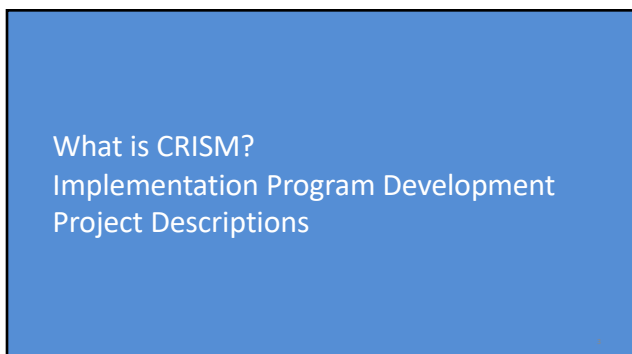 What is CRISM?
Implementation Program Development
Project Descriptions